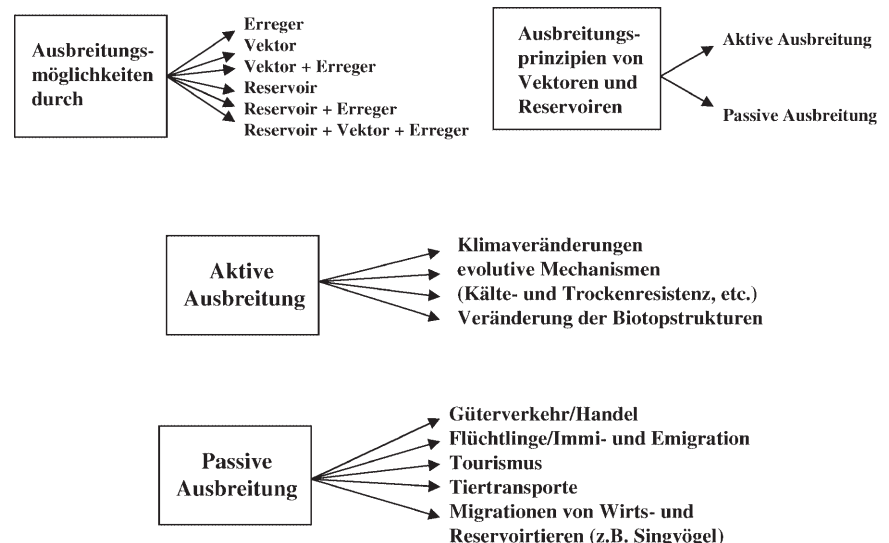 Ausbreitungs-
möglichkeiten
durch
Erreger
Vektor
Vektor + Erreger
Reservoir
Reservoir + Erreger
Reservoir + Vektor + Erreger
Ausbreitungs-
prinzipien von
Vektoren und
Reservoiren
Aktive Ausbreitung
Passive Ausbreitung
Aktive
Ausbreitung
Klimaveränderungen
evolutive Mechanismen
(Kälte- und Trockenresistenz, etc.)
Veränderung der Biotopstrukturen
Passive
Ausbreitung
Güterverkehr/Handel
Flüchtlinge/Immi- und Emigration
Tourismus
Tiertransporte
Migrationen von Wirts- und
Reservoirtieren (z.B. Singvögel)